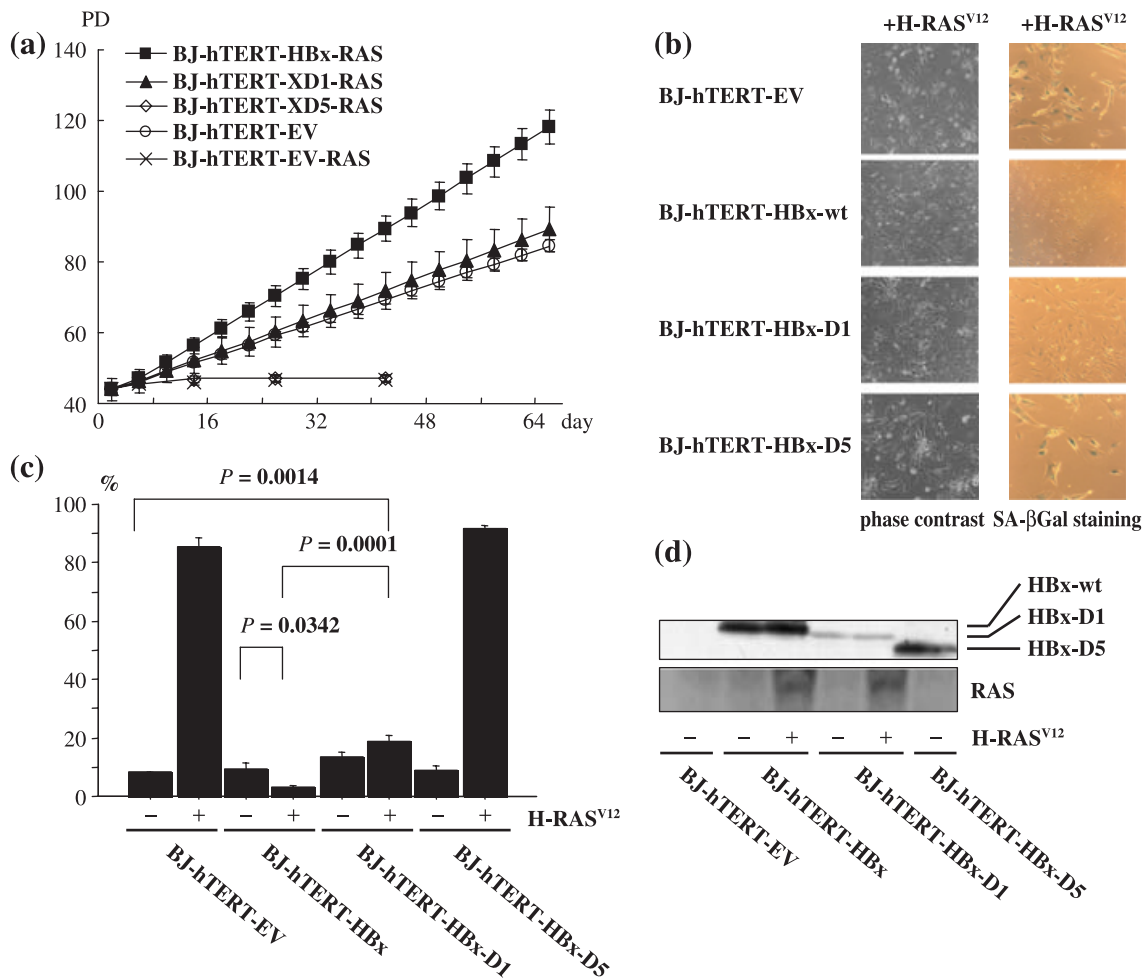 (a)
PD
140
120
100
80
60
40
0 16 32 48 64 day
BJ-hTERT-HBx-RAS
BJ-hTERT-XD1-RAS
BJ-hTERT-XD5-RAS
BJ-hTERT-EV
BJ-hTERT-EV-RAS
(b)
+H-RASV12 +H-RASV12
BJ-hTERT-EV
BJ-hTERT-HBx-wt
BJ-hTERT-HBx-D1
BJ-hTERT-HBx-D5
phase contrast SA-βGal staining
(c)
%
100
80
60
40
20
0
P = 0.0014
P = 0.0001
P = 0.0342
– + – + – + – + H-RASV12
BJ-hTERT-EV
BJ-hTERT-HBx
BJ-hTERT-HBx-D1
BJ-hTERT-HBx-D5
(d)
HBx-wt
HBx-D1
HBx-D5
RAS
– – + – + – H-RASV12
BJ-hTERT-EV
BJ-hTERT-HBx
BJ-hTERT-HBx-D1
BJ-hTERT-HBx-D5